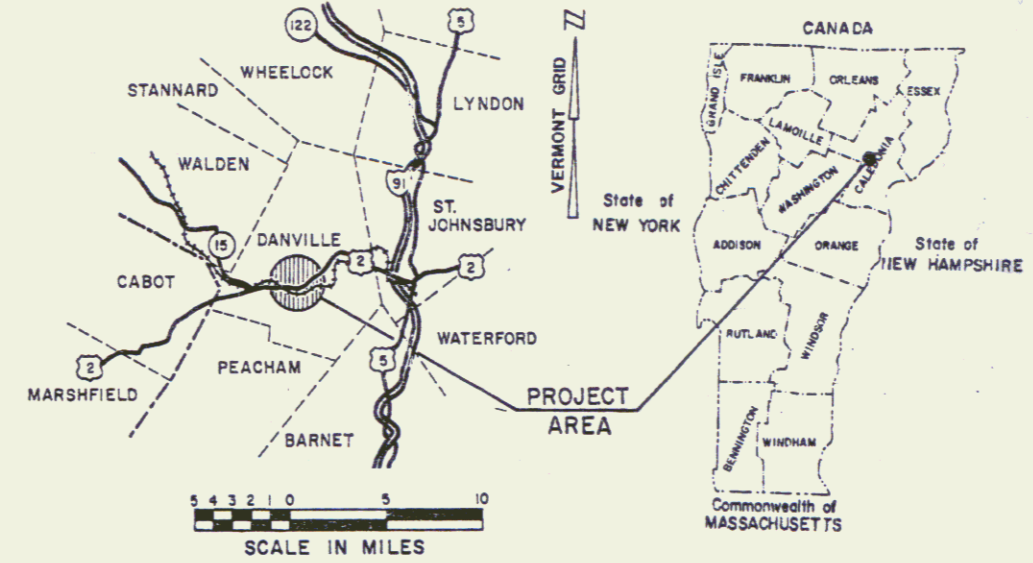 122
5
WHEELOCK
STANNARD
LYNDON
WALDEN
91
ST.
JOHNSBURY
15
DANVILLE
2
2
CABOT
WATERFORD
5
PEACHAM
2
MARSHFIELD
BARNET
5 4 3 2 1 0 5 10
SCALE IN MILES
VERMONT GRID
PROJECT
AREA
CANADA
GRAND ISLE
FRANKLIN
ORLEANS
ESSEX
LAMOILLE
CHITTENDEN
WASHINGTON
CALEDONIA
State of
NEW YORK
ADDISON
ORANGE
State of
NEW HAMPSHIRE
RUTLAND
WINDSOR
BENNINGTON
WINDHAM
Commonwealth of
MASSACHUSETTS